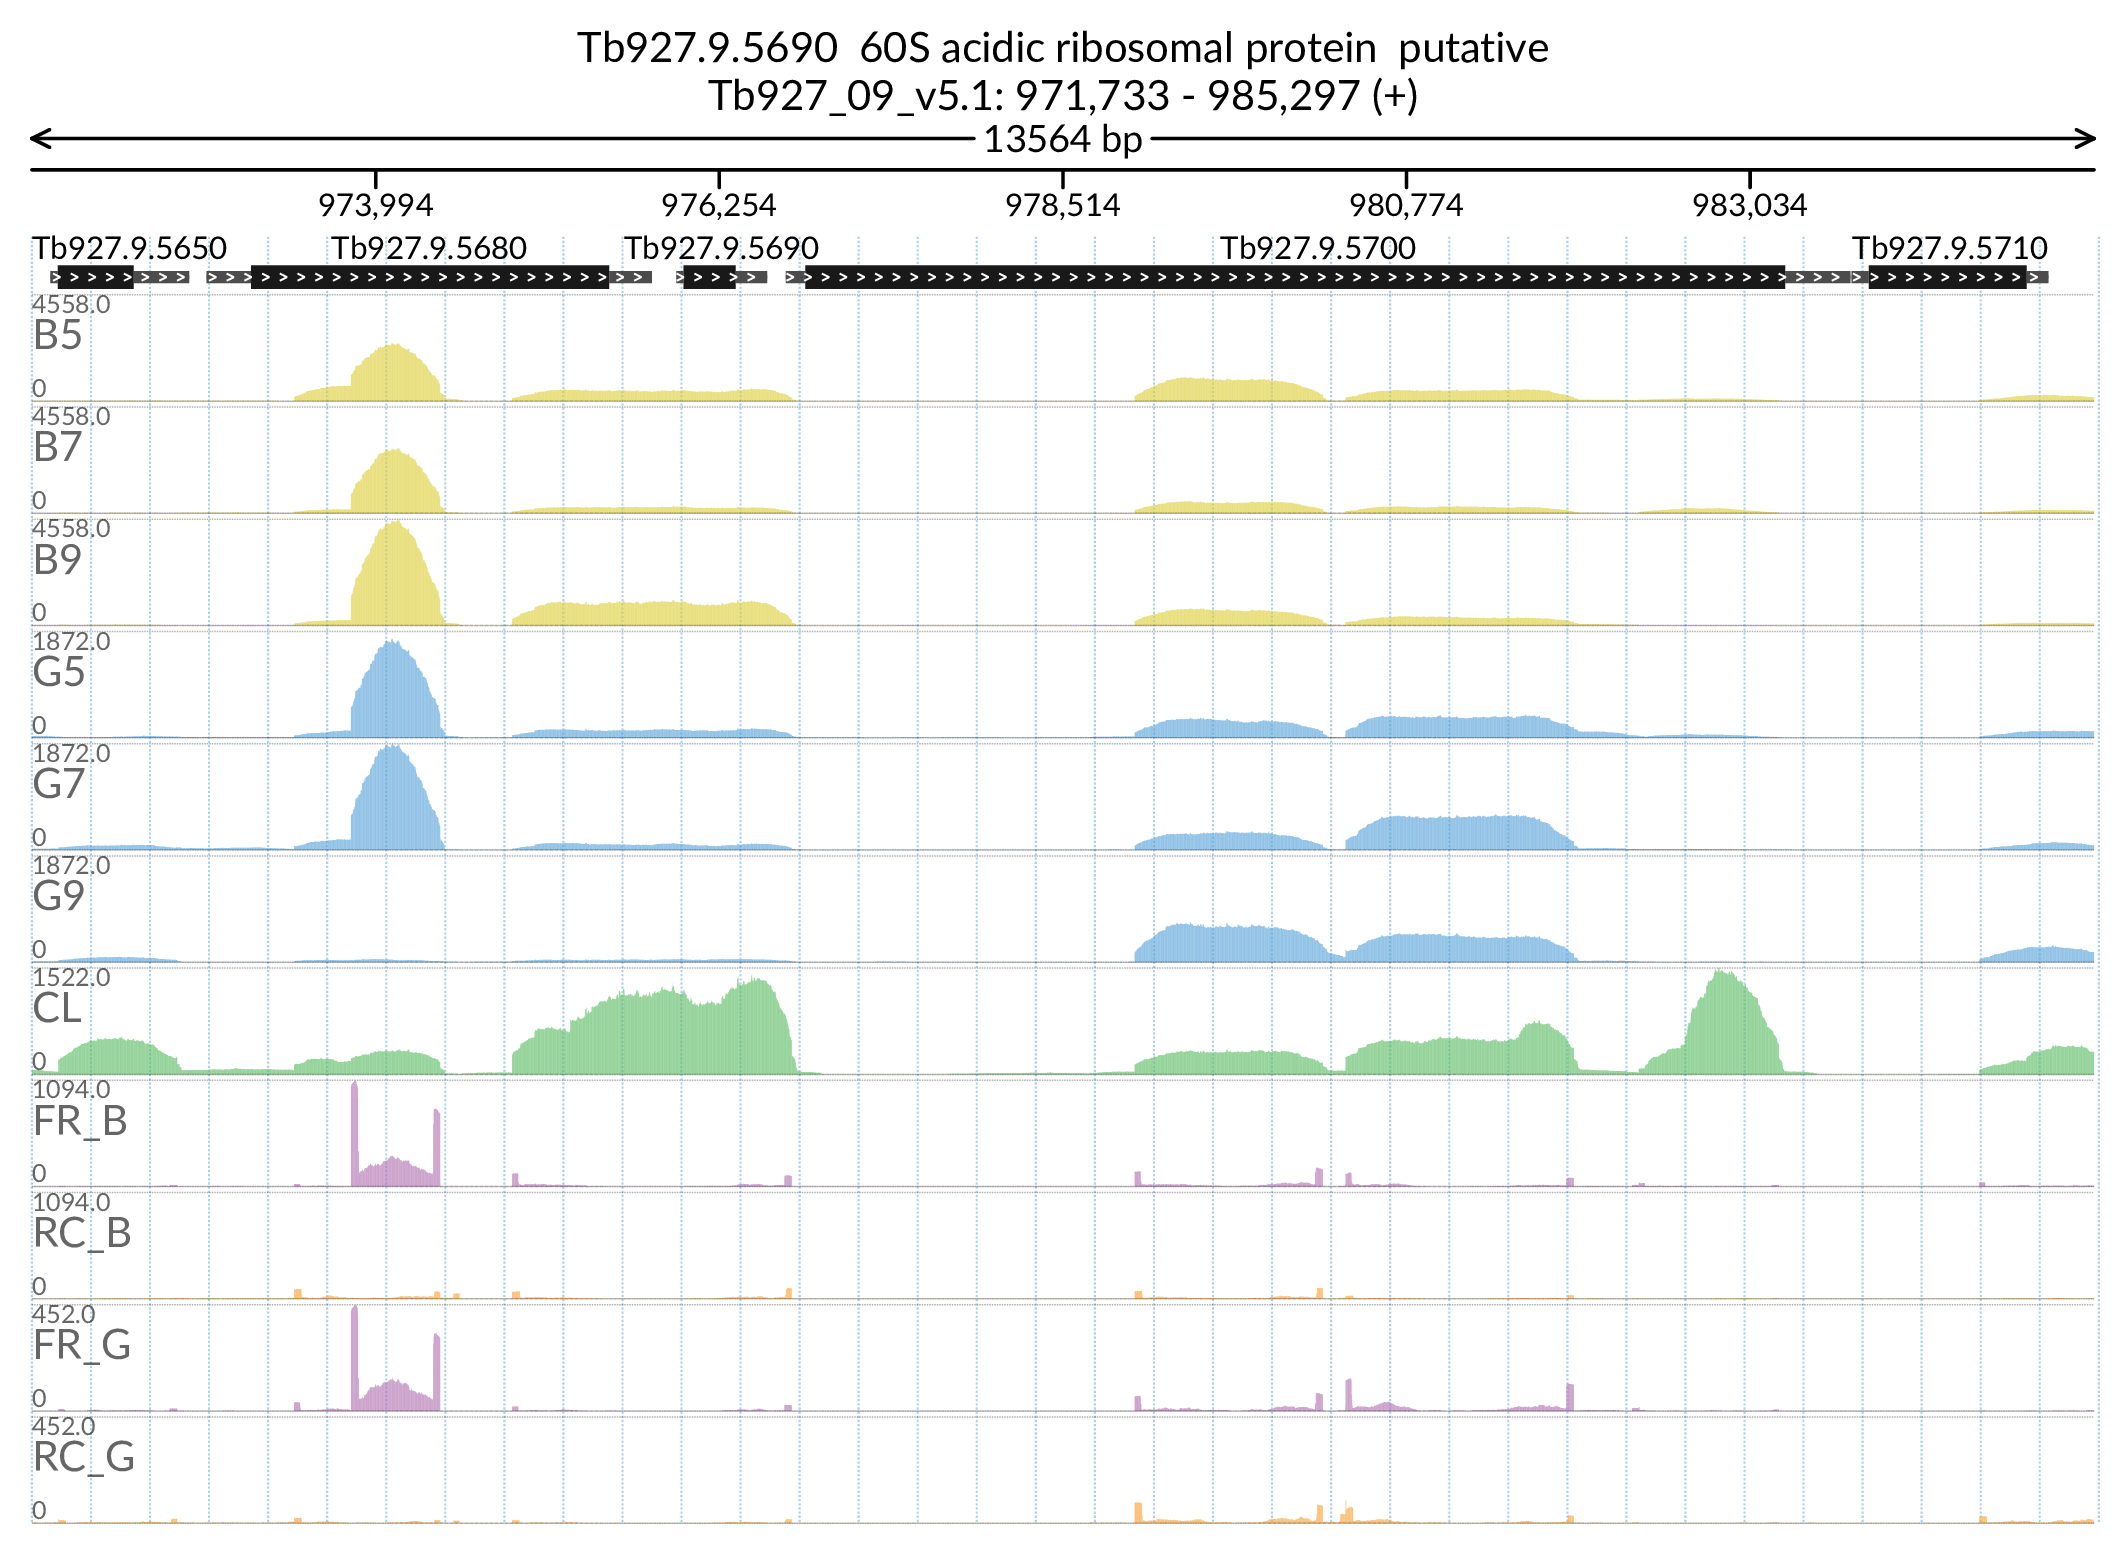 Tb927.9.5690  60S acidic ribosomal protein  putative
Tb927_09_v5.1: 971,733 - 985,297 (+)
13564 bp
973,994 976,254 978,514 980,774 983,034
Tb927.9.5650 Tb927.9.5680 Tb927.9.5690 Tb927.9.5700 Tb927.9.5710
4558.0
B5
0
4558.0
B7
0
4558.0
B9
0
1872.0
G5
0
1872.0
G7
0
1872.0
G9
0
1522.0
CL
0
1094.0
FR_B
0
1094.0
RC_B
0
452.0
FR_G
0
452.0
RC_G
0